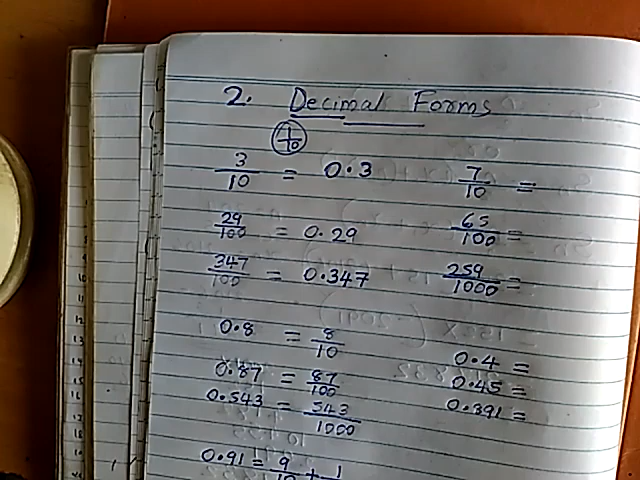 2. Decimal Forms
1/10
3/10 = 0.3 7/10 =
29/100 = 0.29 65/100 =
347/100 = 0.347 259/1000 =
0.8 = 8/10 0.4 =
0.87 = 87/100 0.45 =
0.543 = 543/1000 0.391 =
0.91 = 9/10 + 1/